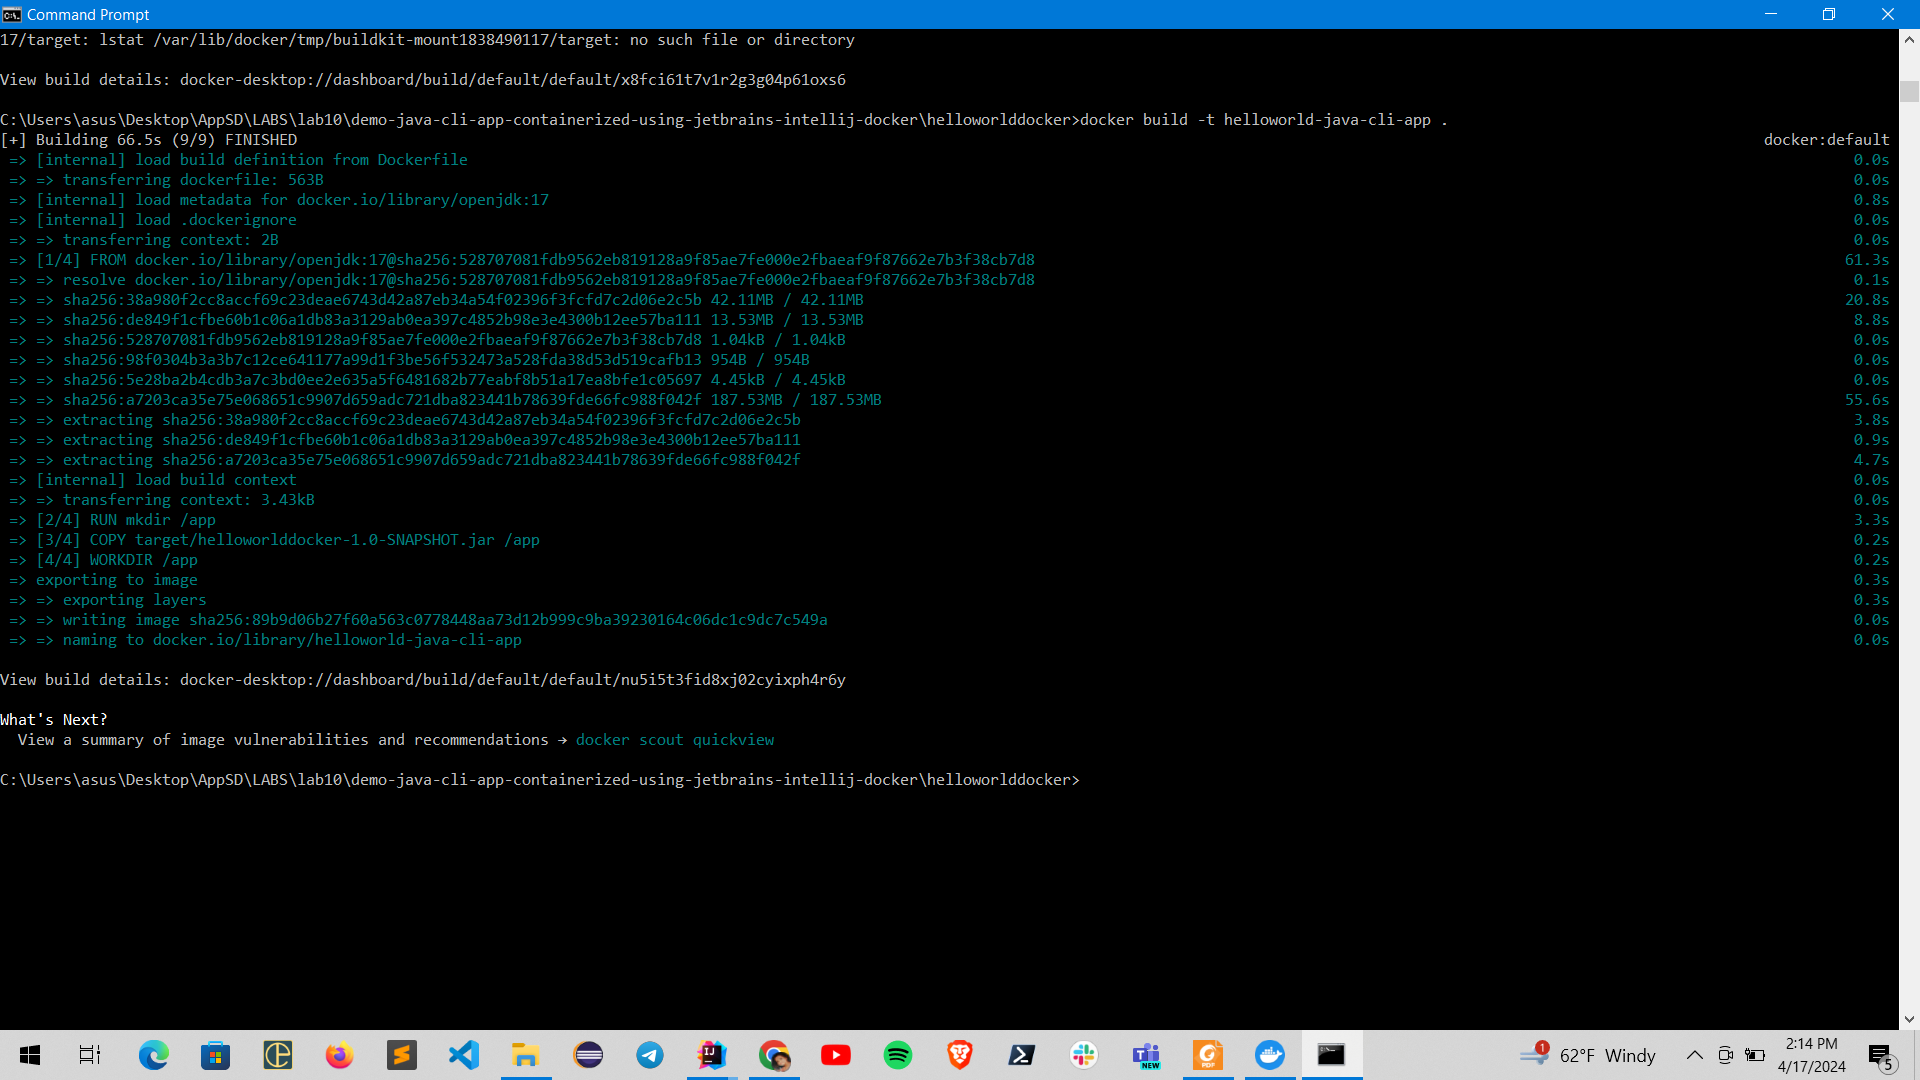 Command Prompt
17/target: lstat /var/lib/docker/tmp/buildkit-mount1838490117/target: no such file or directory
View build details: docker-desktop://dashboard/build/default/default/x8fci61t7v1r2g3g04p61oxs6
C:\Users\asus\Desktop\AppSD\LABS\lab10\demo-java-cli-app-containerized-using-jetbrains-intellij-docker\helloworlddocker>docker build -t helloworld-java-cli-app .
[+] Building 66.5s (9/9) FINISHED docker:default
=> [internal] load build definition from Dockerfile 0.0s
=> => transferring dockerfile: 563B 0.0s
=> [internal] load metadata for docker.io/library/openjdk:17 0.8s
=> [internal] load .dockerignore 0.0s
=> => transferring context: 2B 0.0s
=> [1/4] FROM docker.io/library/openjdk:17@sha256:528707081fdb9562eb819128a9f85ae7fe000e2fbaeaf9f87662e7b3f38cb7d8 61.3s
=> => resolve docker.io/library/openjdk:17@sha256:528707081fdb9562eb819128a9f85ae7fe000e2fbaeaf9f87662e7b3f38cb7d8 0.1s
=> => sha256:38a980f2cc8accf69c23deae6743d42a87eb34a54f02396f3fcfd7c2d06e2c5b 42.11MB / 42.11MB 20.8s
=> => sha256:de849f1cfbe60b1c06a1db83a3129ab0ea397c4852b98e3e4300b12ee57ba111 13.53MB / 13.53MB 8.8s
=> => sha256:528707081fdb9562eb819128a9f85ae7fe000e2fbaeaf9f87662e7b3f38cb7d8 1.04kB / 1.04kB 0.0s
=> => sha256:98f0304b3a3b7c12ce641177a99d1f3be56f532473a528fda38d53d519cafb13 954B / 954B 0.0s
=> => sha256:5e28ba2b4cdb3a7c3bd0ee2e635a5f6481682b77eabf8b51a17ea8bfe1c05697 4.45kB / 4.45kB 0.0s
=> => sha256:a7203ca35e75e068651c9907d659adc721dba823441b78639fde66fc988f042f 187.53MB / 187.53MB 55.6s
=> => extracting sha256:38a980f2cc8accf69c23deae6743d42a87eb34a54f02396f3fcfd7c2d06e2c5b 3.8s
=> => extracting sha256:de849f1cfbe60b1c06a1db83a3129ab0ea397c4852b98e3e4300b12ee57ba111 0.9s
=> => extracting sha256:a7203ca35e75e068651c9907d659adc721dba823441b78639fde66fc988f042f 4.7s
=> [internal] load build context 0.0s
=> => transferring context: 3.43kB 0.0s
=> [2/4] RUN mkdir /app 3.3s
=> [3/4] COPY target/helloworlddocker-1.0-SNAPSHOT.jar /app 0.2s
=> [4/4] WORKDIR /app 0.2s
=> exporting to image 0.3s
=> => exporting layers 0.3s
=> => writing image sha256:89b9d06b27f60a563c0778448aa73d12b999c9ba39230164c06dc1c9dc7c549a 0.0s
=> => naming to docker.io/library/helloworld-java-cli-app 0.0s
View build details: docker-desktop://dashboard/build/default/default/nu5i5t3fid8xj02cyixph4r6y
What's Next?
View a summary of image vulnerabilities and recommendations → docker scout quickview
C:\Users\asus\Desktop\AppSD\LABS\lab10\demo-java-cli-app-containerized-using-jetbrains-intellij-docker\helloworlddocker>
1
62°F Windy
2:14 PM
4/17/2024
5
IJ
NEW
PDF